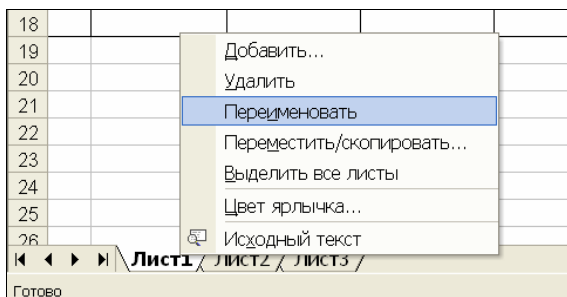 18
19
Добавить...
20
Удалить
21
Переименовать
22
Переместить/скопировать...
23
Выделить все листы
24
Цвет ярлычка...
25
26
Исходный текст
Лист1 / Лист2 / Лист3 /
Готово